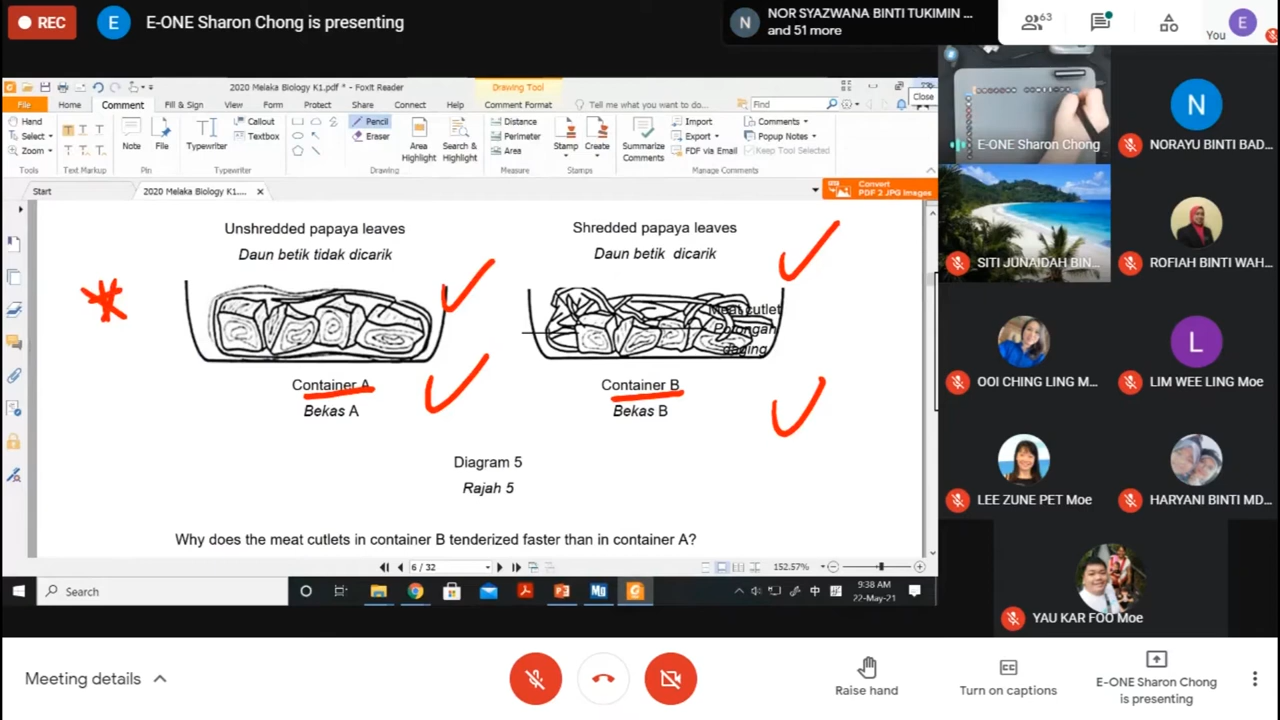 REC
E
E-ONE Sharon Chong is presenting
N
NOR SYAZWANA BINTI TUKIMIN ...
and 51 more
63
You
E
2020 Melaka Biology K1.pdf * - Foxit Reader
Drawing Tool
Close
File
Home
Comment
Fill & Sign
View
Form
Protect
Share
Connect
Help
Comment Format
Tell me what you want to do..
Find
Hand
Select
Zoom
Tools
Text Markup
Note
File
Pin
Typewriter
Callout
Textbox
Typewriter
Pencil
Eraser
Area
Highlight
Search &
Highlight
Drawing
Distance
Perimeter
Area
Measure
Stamp
Create
Stamps
Summarize
Comments
Import
Export
FDF via Email
Comments
Popup Notes
Keep Tool Selected
Manage Comments
Start
2020 Melaka Biology K1....
Convert
PDF 2 JPG Images
Unshredded papaya leaves
Daun betik tidak dicarik
Shredded papaya leaves
Daun betik dicarik
Meat cutlet
Potongan
daging
Container A
Bekas A
Container B
Bekas B
Diagram 5
Rajah 5
Why does the meat cutlets in container B tenderized faster than in container A?
6 / 32
152.57%
Search
中
9:38 AM
22-May-21
E-ONE Sharon Chong
N
NORAYU BINTI BAD...
SITI JUNAIDAH BIN...
ROFIAH BINTI WAH...
OOI CHING LING M...
L
LIM WEE LING Moe
LEE ZUNE PET Moe
HARYANI BINTI MD...
YAU KAR FOO Moe
Meeting details
Raise hand
Turn on captions
E-ONE Sharon Chong
is presenting